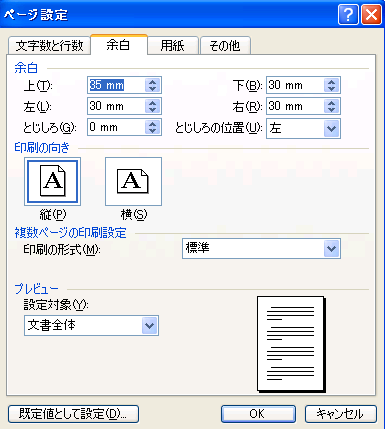 ページ設定
文字数と行数 余白 用紙 その他
余白
上(T): 35 mm 下(B): 30 mm
左(L): 30 mm 右(R): 30 mm
とじしろ(G): 0 mm とじしろの位置(U): 左
印刷の向き
A A
縦(P) 横(S)
複数ページの印刷設定
印刷の形式(M): 標準
プレビュー
設定対象(Y):
文書全体
既定値として設定(D)... OK キャンセル